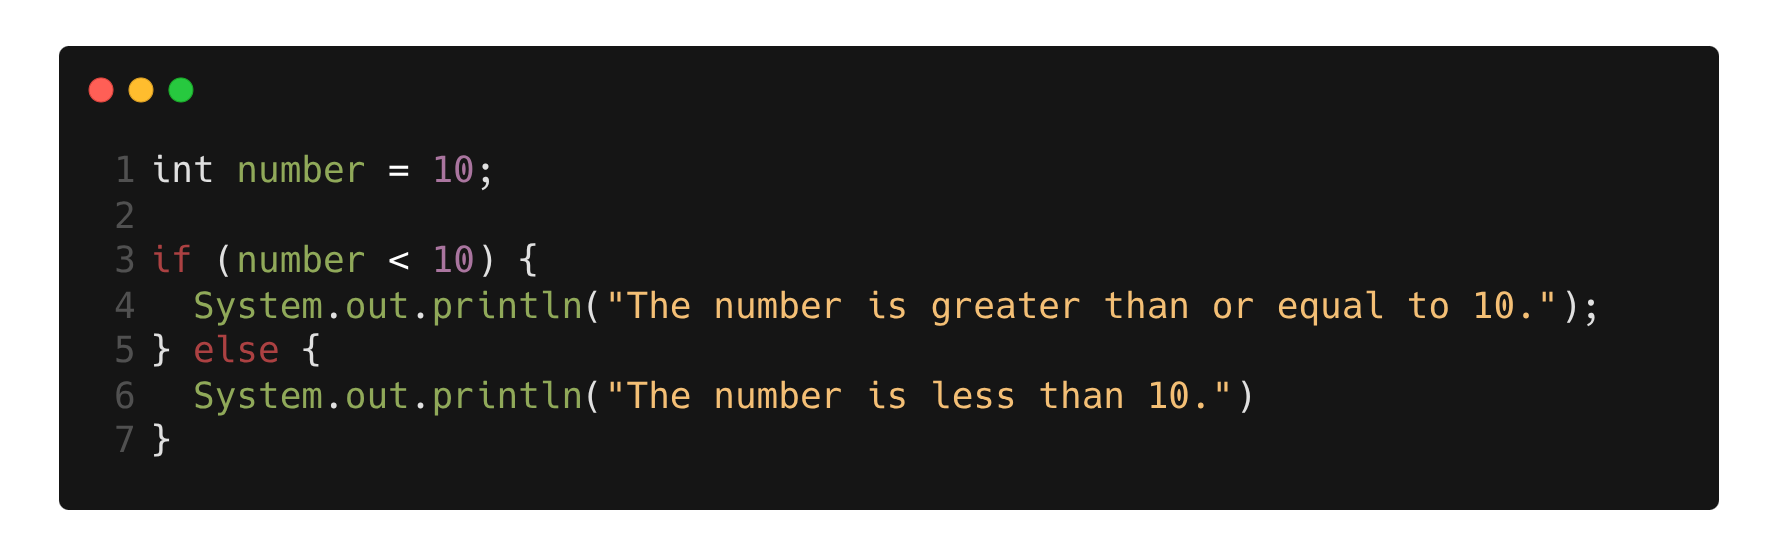 1 int number = 10;
2
3 if (number < 10) {
4   System.out.println("The number is greater than or equal to 10.");
5 } else {
6   System.out.println("The number is less than 10.")
7 }